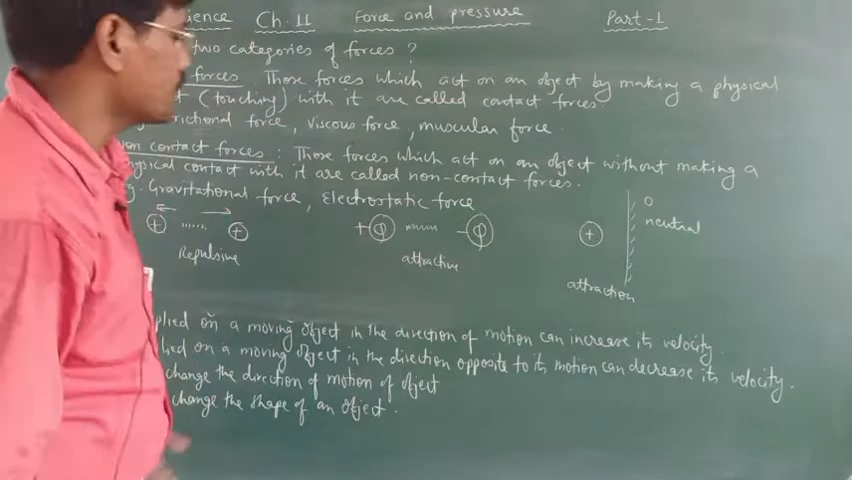 ience Ch. 11 Force and pressure Part-1
two categories of forces ?
forces Those forces which act on an object by making a physical
t (touching) with it are called contact forces.
rictional force, viscous force, muscular force.
on contact forces : Those forces which act on an object without making a
hysical contact with it are called non-contact forces.
g. Gravitational force, Electrostatic force
+ ...... + + φ - φ + 0
neutral
Repulsive attractive
attraction
plied on a moving object in the direction of motion can increase its velocity.
lied on a moving object in the direction opposite to its motion can decrease its velocity.
change the direction of motion of object
change the shape of an object.